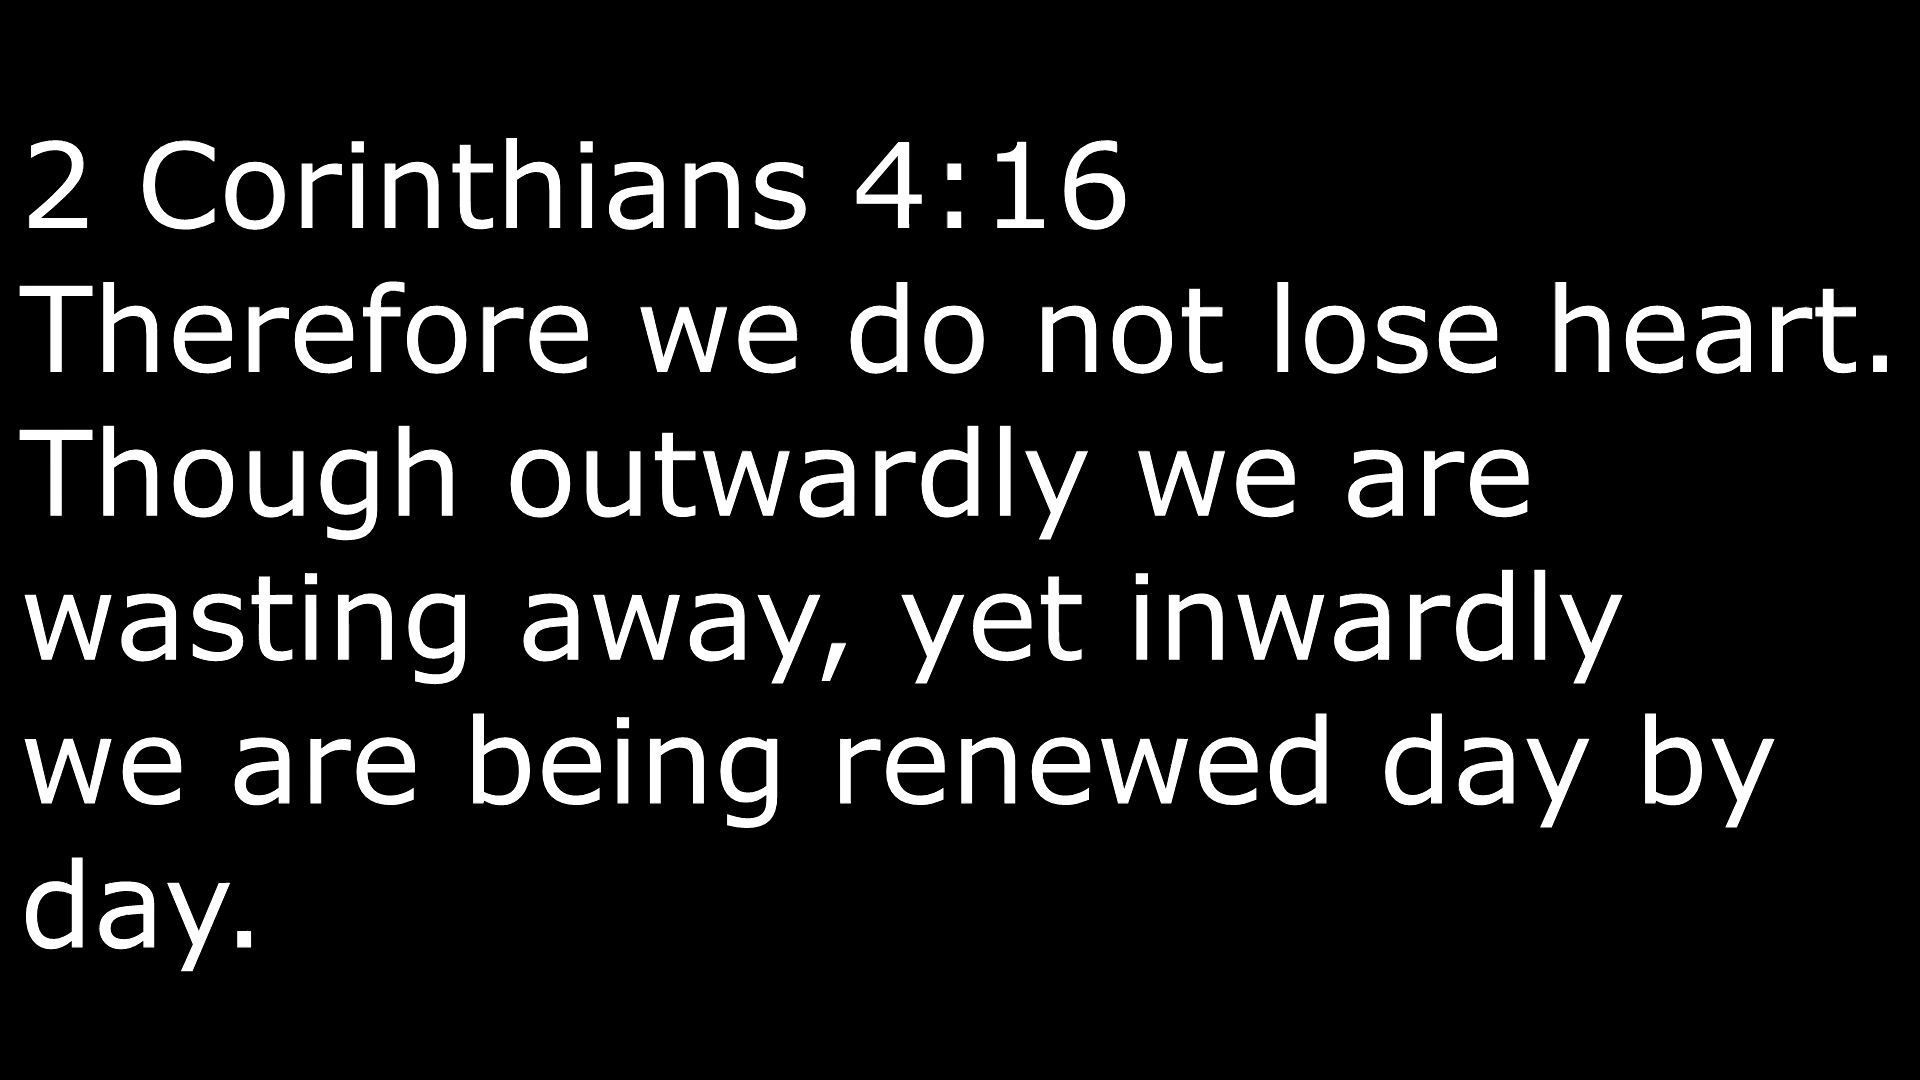 2 Corinthians 4:16
Therefore we do not lose heart.
Though outwardly we are
wasting away, yet inwardly
we are being renewed day by
day.